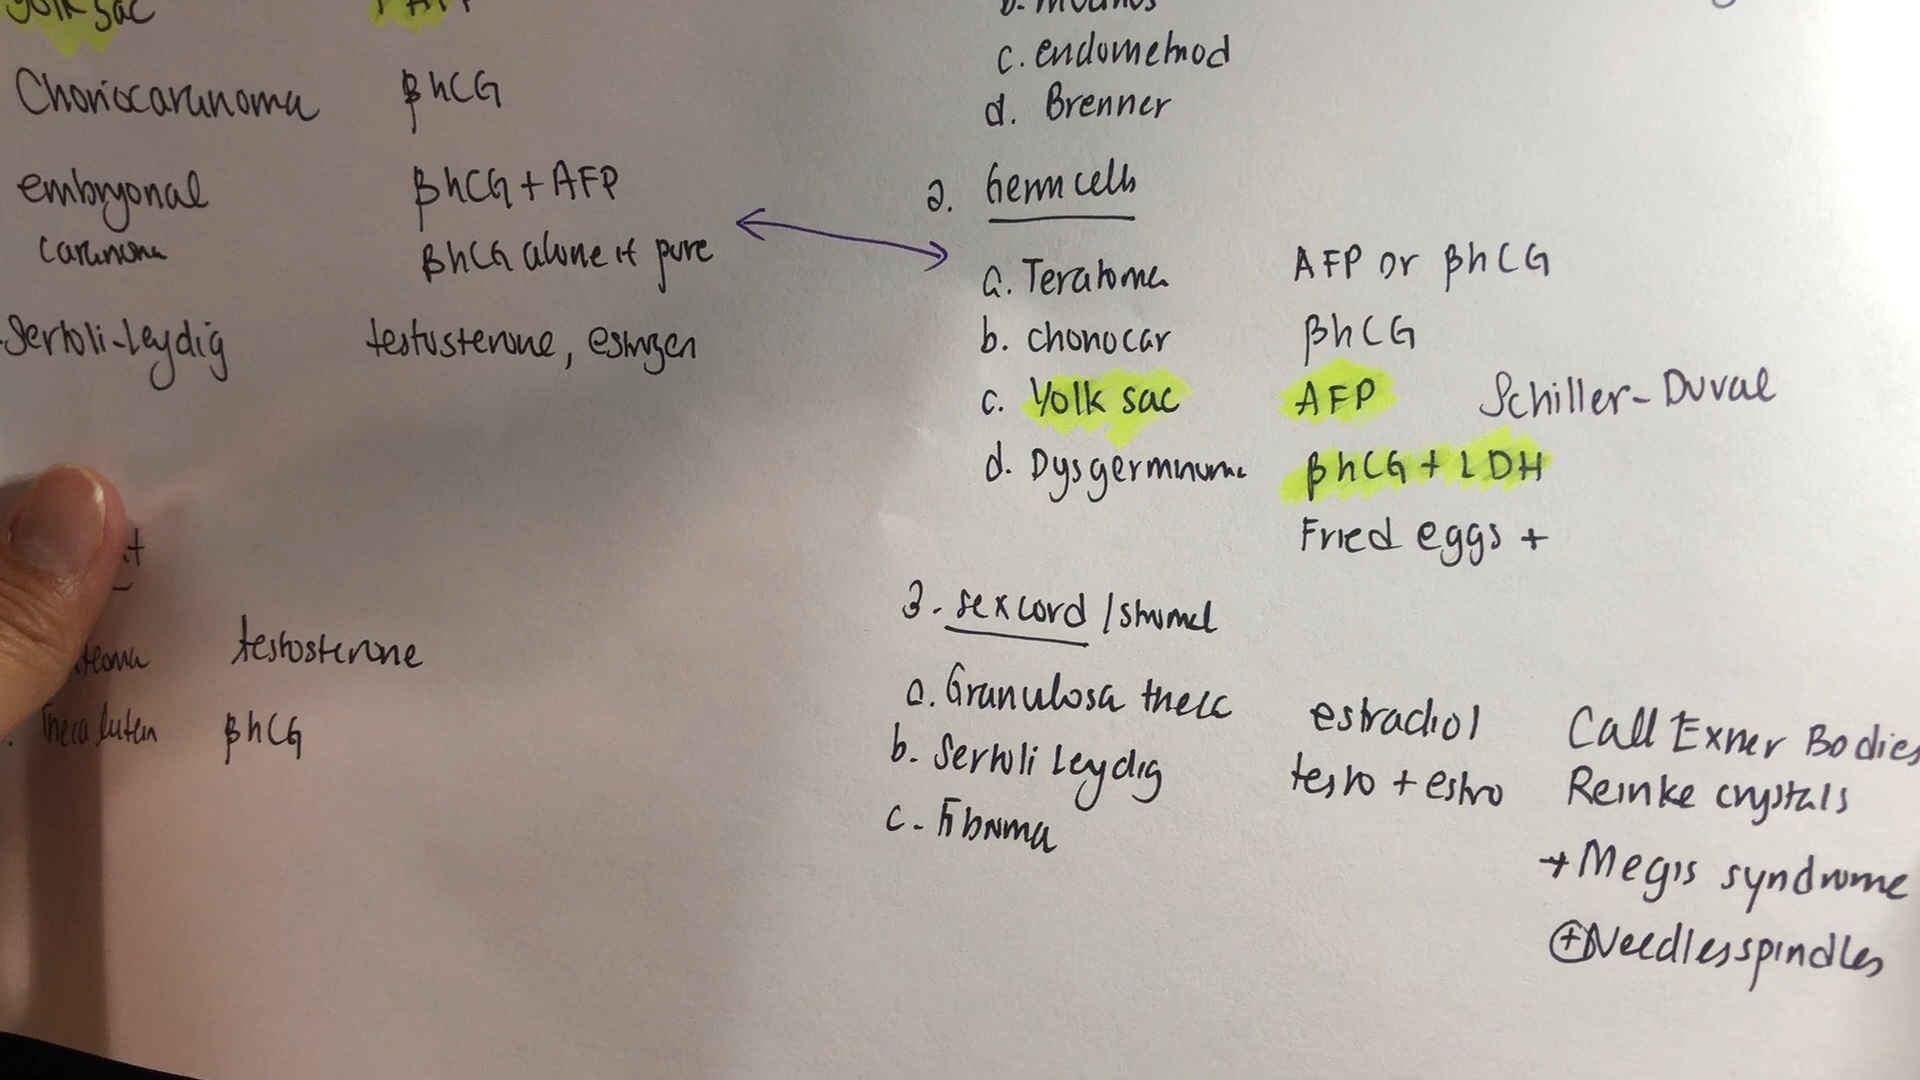 yolk sac
Choriocarcinoma βhCG
embryonal carcinoma βhCG + AFP
βhCG alone if pure
Sertoli-Leydig testosterone, estrogen
testosterone
Theca lutein βhCG
c. endometriod
d. Brenner
2. Germ cells
a. Teratoma AFP or βhCG
b. choriocar βhCG
c. Yolk sac AFP Schiller-Duval
d. Dysgerminoma βhCG + LDH
Fried eggs +
3. sex cord / stromal
a. Granulosa theca estradiol Call Exner Bodies
b. Sertoli Leydig testo + estro Reinke crystals
c. Fibroma
+ Megis syndrome
+ Needles spindles